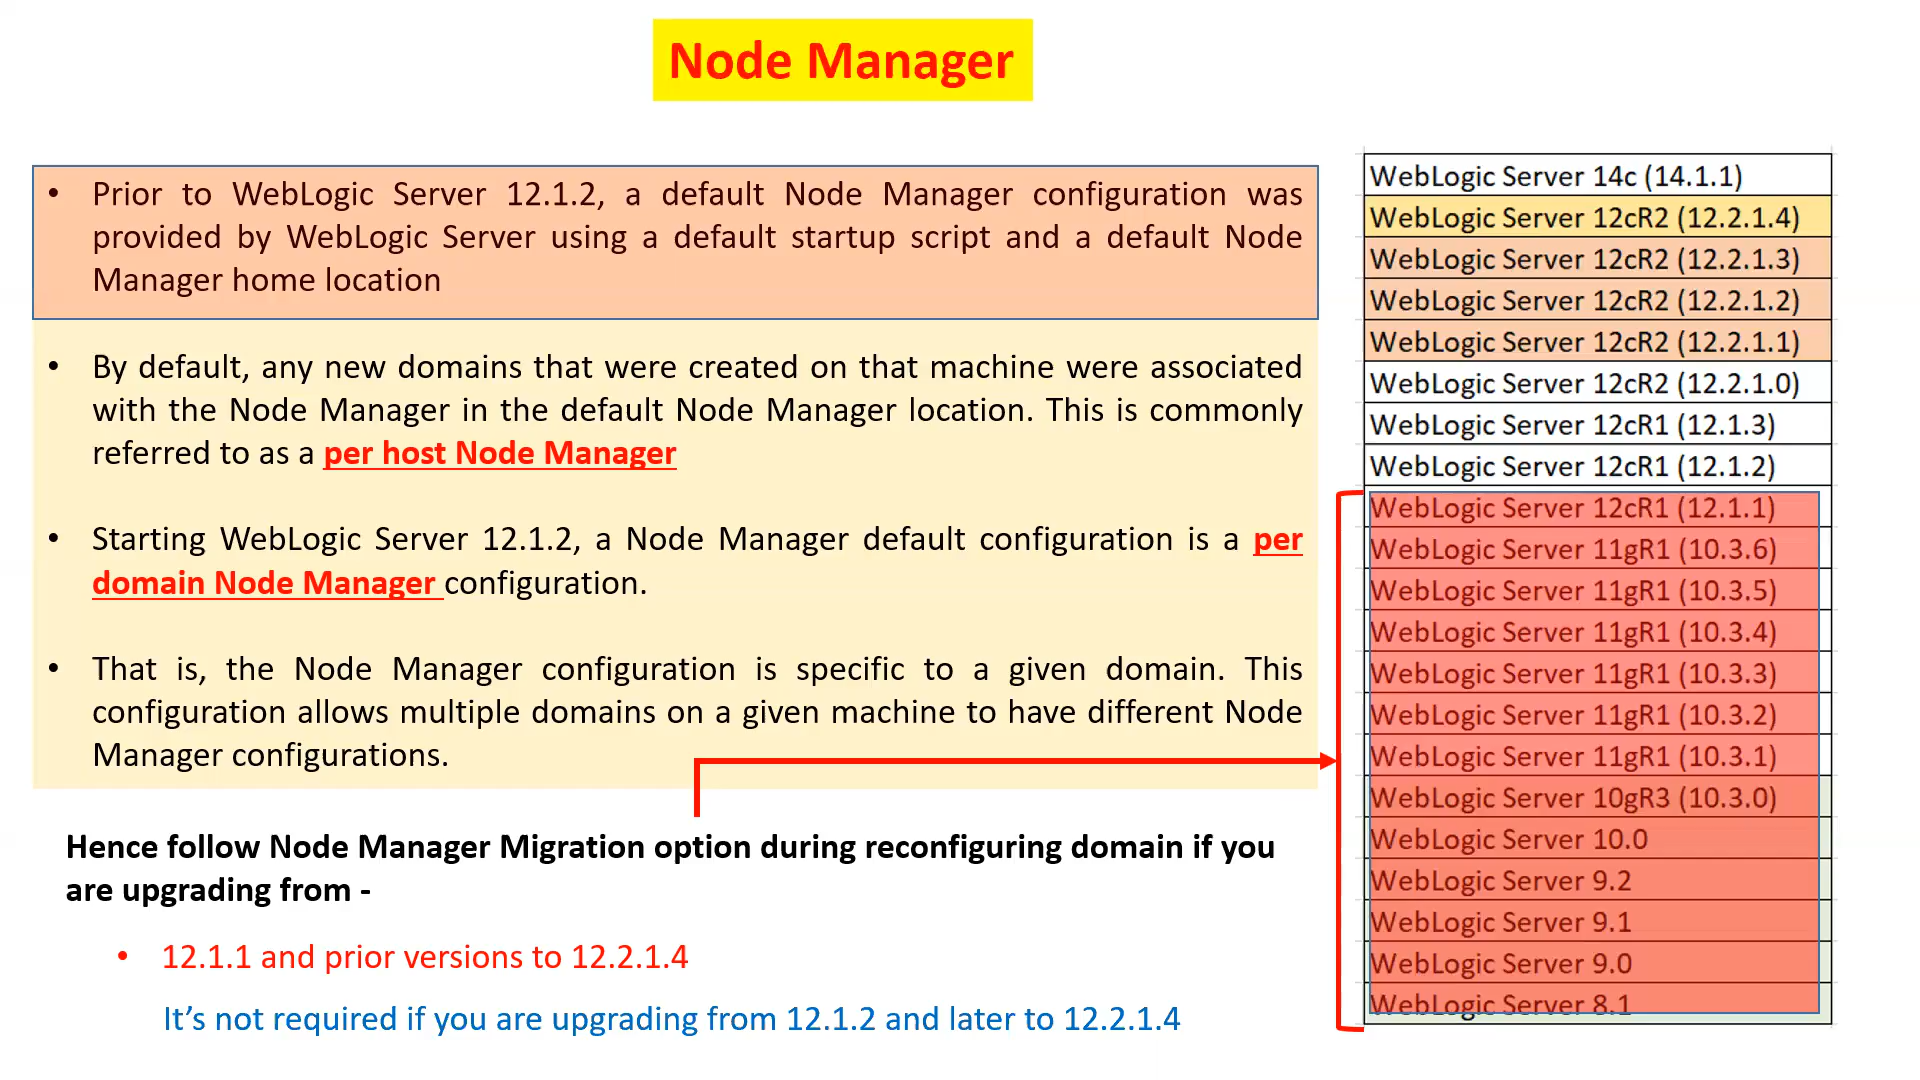 Node Manager
• Prior to WebLogic Server 12.1.2, a default Node Manager configuration was
provided by WebLogic Server using a default startup script and a default Node
Manager home location
• By default, any new domains that were created on that machine were associated
with the Node Manager in the default Node Manager location. This is commonly
referred to as a per host Node Manager
• Starting WebLogic Server 12.1.2, a Node Manager default configuration is a per
domain Node Manager configuration.
• That is, the Node Manager configuration is specific to a given domain. This
configuration allows multiple domains on a given machine to have different Node
Manager configurations.
Hence follow Node Manager Migration option during reconfiguring domain if you
are upgrading from -
• 12.1.1 and prior versions to 12.2.1.4
It’s not required if you are upgrading from 12.1.2 and later to 12.2.1.4
WebLogic Server 14c (14.1.1)
WebLogic Server 12cR2 (12.2.1.4)
WebLogic Server 12cR2 (12.2.1.3)
WebLogic Server 12cR2 (12.2.1.2)
WebLogic Server 12cR2 (12.2.1.1)
WebLogic Server 12cR2 (12.2.1.0)
WebLogic Server 12cR1 (12.1.3)
WebLogic Server 12cR1 (12.1.2)
WebLogic Server 12cR1 (12.1.1)
WebLogic Server 11gR1 (10.3.6)
WebLogic Server 11gR1 (10.3.5)
WebLogic Server 11gR1 (10.3.4)
WebLogic Server 11gR1 (10.3.3)
WebLogic Server 11gR1 (10.3.2)
WebLogic Server 11gR1 (10.3.1)
WebLogic Server 10gR3 (10.3.0)
WebLogic Server 10.0
WebLogic Server 9.2
WebLogic Server 9.1
WebLogic Server 9.0
WebLogic Server 8.1